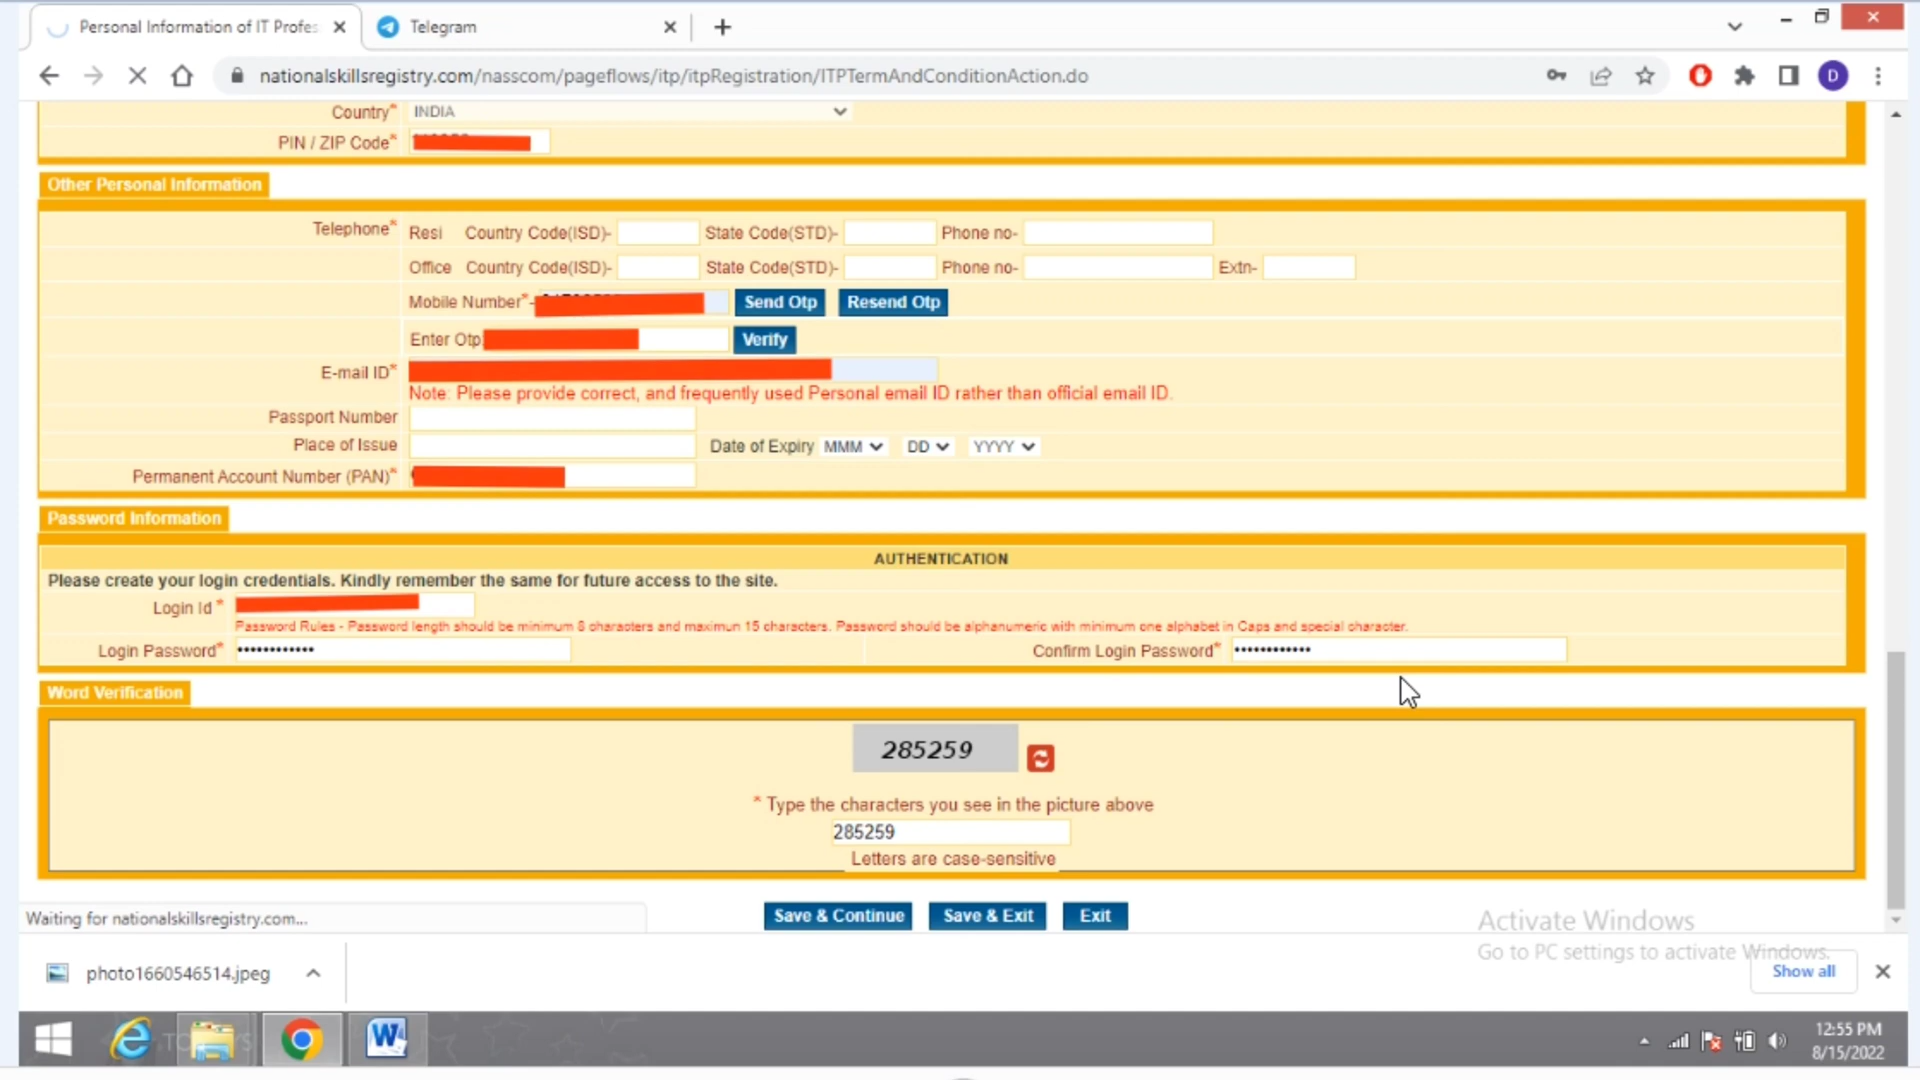 Personal Information of IT Profes
Telegram
nationalskillsregistry.com/nasscom/pageflows/itp/itpRegistration/ITPTermAndConditionAction.do
D
Country* INDIA
PIN / ZIP Code*
Other Personal Information
Telephone* Resi Country Code(ISD)- State Code(STD)- Phone no-
Office Country Code(ISD)- State Code(STD)- Phone no- Extn-
Mobile Number*- Send Otp Resend Otp
Enter Otp Verify
E-mail ID*
Note: Please provide correct, and frequently used Personal email ID rather than official email ID.
Passport Number
Place of Issue Date of Expiry MMM DD YYYY
Permanent Account Number (PAN)*
Password Information
AUTHENTICATION
Please create your login credentials. Kindly remember the same for future access to the site.
Login Id *
Password Rules - Password length should be minimum 8 characters and maximun 15 characters. Password should be alphanumeric with minimum one alphabet in Caps and special character.
Login Password* •••••••••••• Confirm Login Password* ••••••••••••
Word Verification
285259
* Type the characters you see in the picture above
285259
Letters are case-sensitive
Save & Continue Save & Exit Exit
Waiting for nationalskillsregistry.com...
Activate Windows
Go to PC settings to activate Windows.
photo1660546514.jpeg
Show all
12:55 PM
8/15/2022